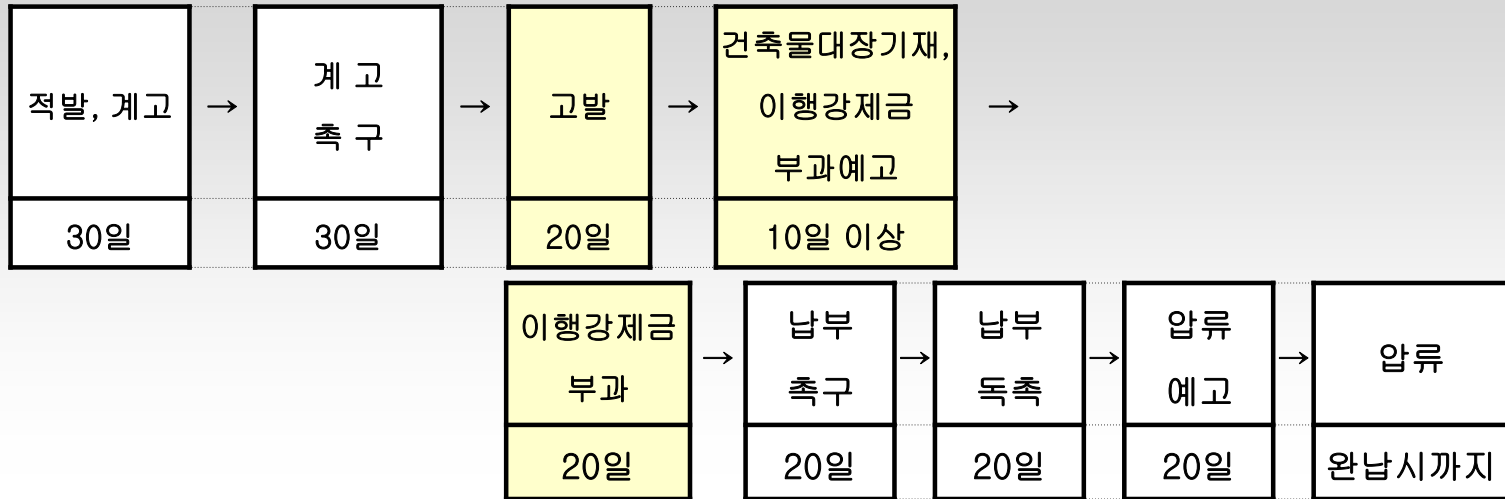 적발, 계고 → 계 고 → 고발 → 건축물대장기재, →
촉 구 이행강제금
부과예고
30일 30일 20일 10일 이상
이행강제금 → 납부 → 납부 → 압류 → 압류
부과 촉구 독촉 예고
20일 20일 20일 20일 완납시까지